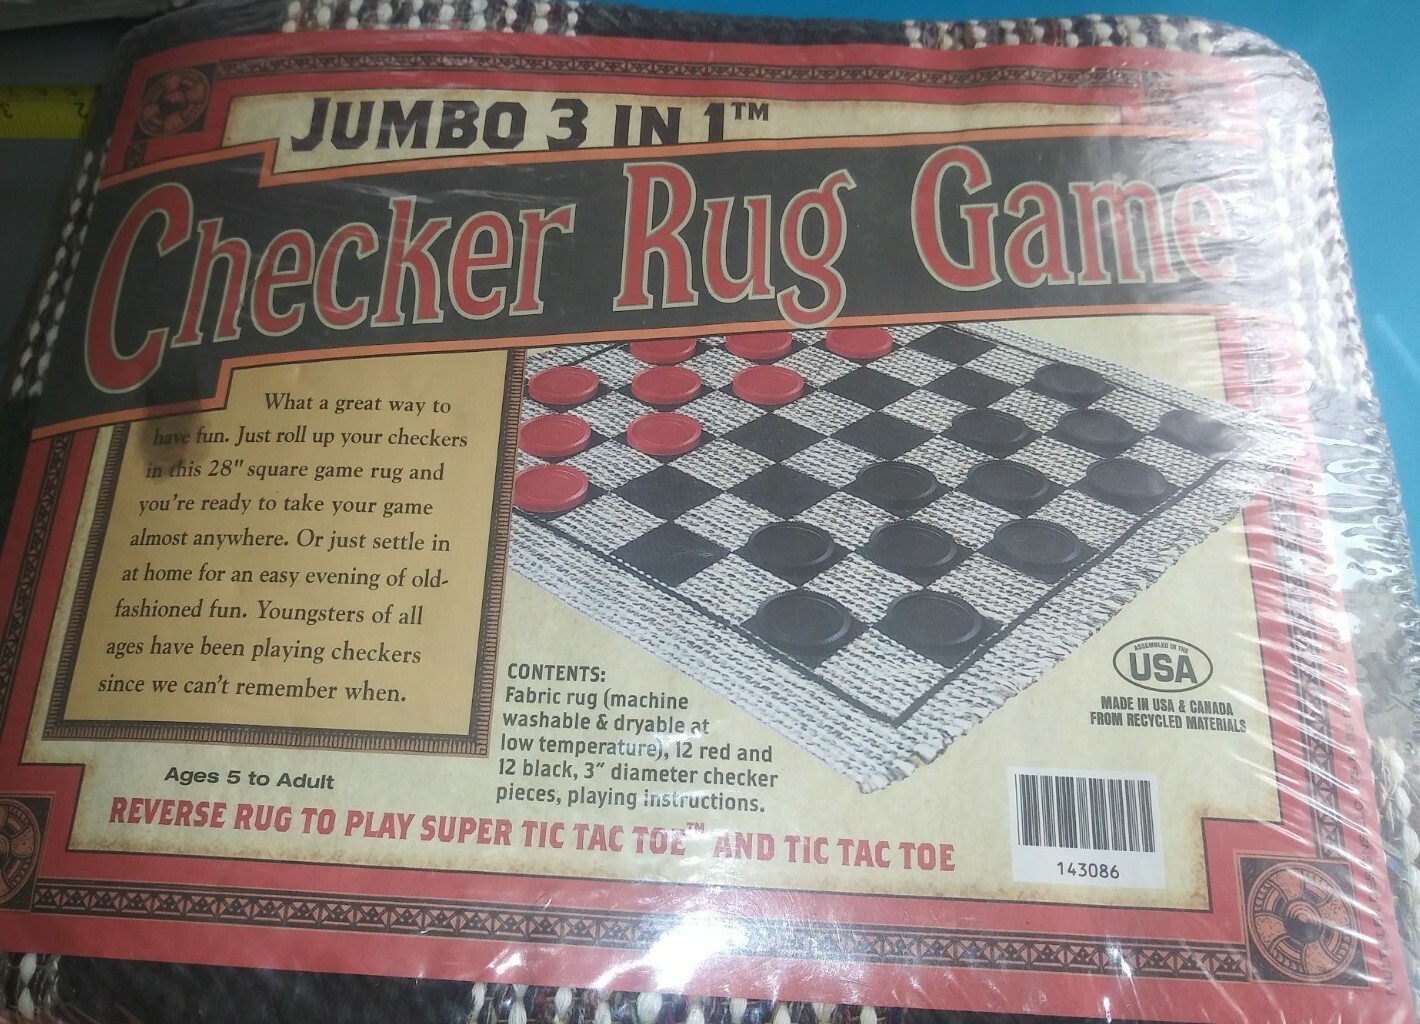 JUMBO 3 IN 1™
Checker Rug Game
What a great way to
have fun. Just roll up your checkers
in this 28" square game rug and
you're ready to take your game
almost anywhere. Or just settle in
at home for an easy evening of old-
fashioned fun. Youngsters of all
ages have been playing checkers
since we can't remember when.
Ages 5 to Adult
CONTENTS:
Fabric rug (machine
washable & dryable at
low temperature), 12 red and
12 black, 3" diameter checker
pieces, playing instructions.
ASSEMBLED IN THE
USA
MADE IN USA & CANADA
FROM RECYCLED MATERIALS
REVERSE RUG TO PLAY SUPER TIC TAC TOE™ AND TIC TAC TOE
143086